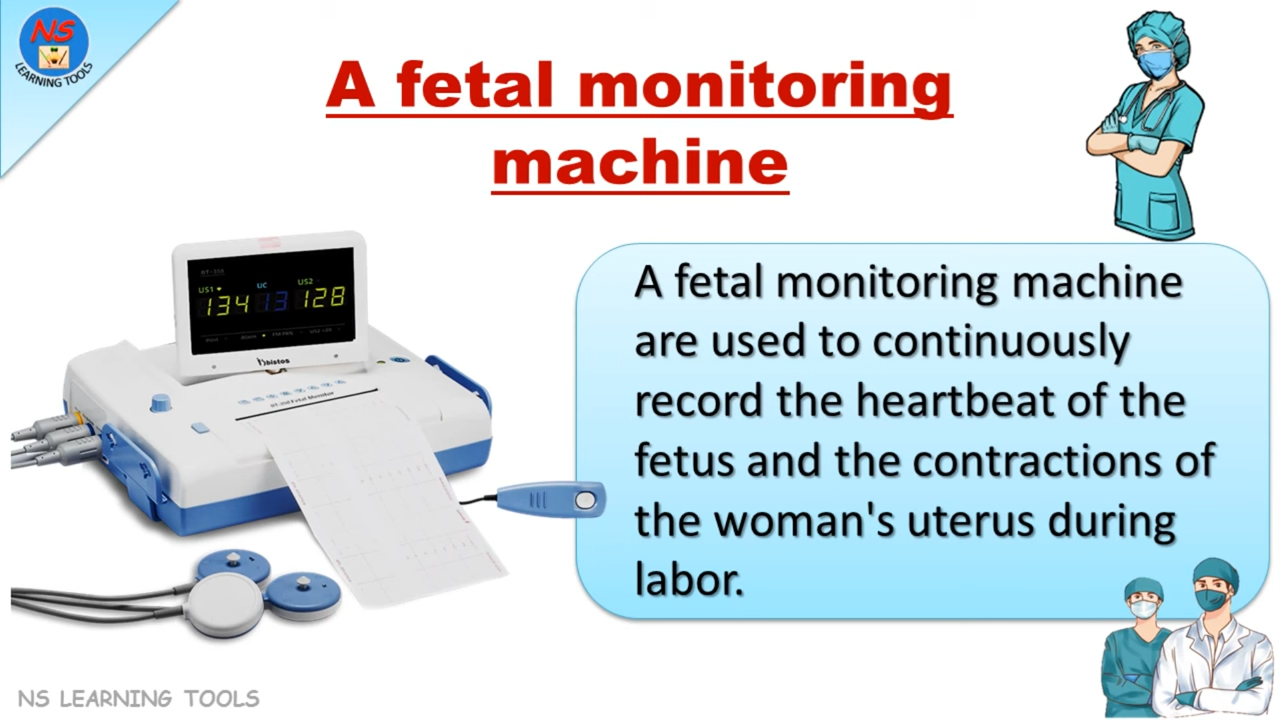 NS
LEARNING TOOLS
A fetal monitoring
machine
US1
UC
US2
134
13
128
bistos
A fetal monitoring machine
are used to continuously
record the heartbeat of the
fetus and the contractions of
the woman's uterus during
labor.
NS LEARNING TOOLS